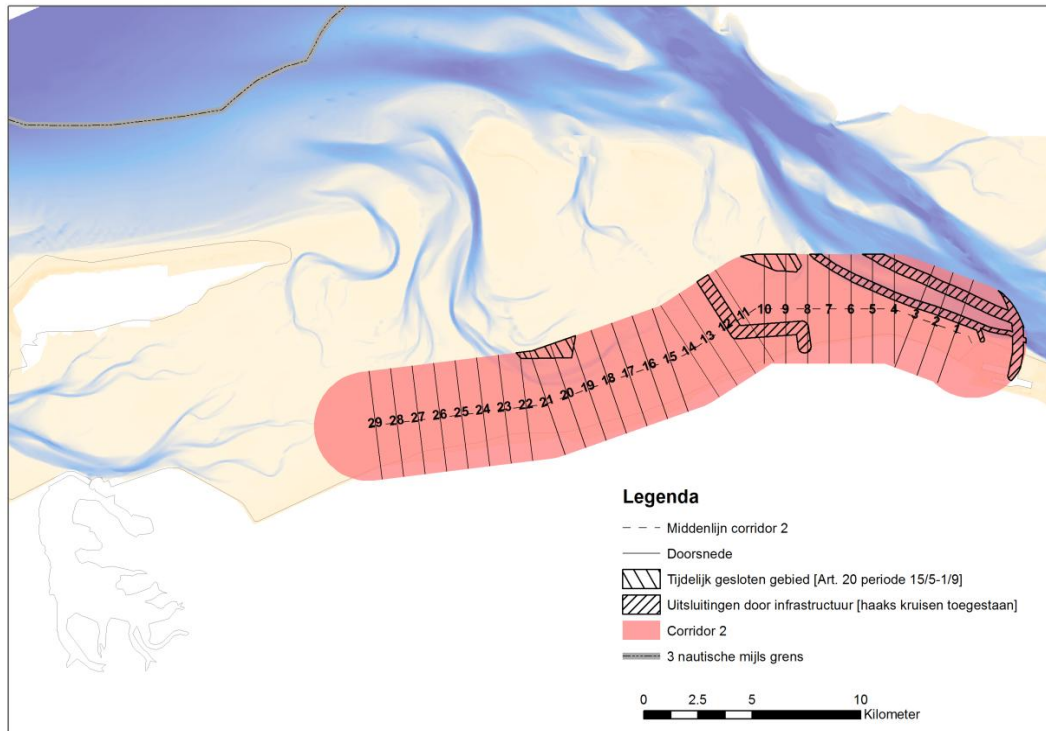 29 28 27 26 25 24 23 22 21 20 19 18 17 16 15 14 13 12 11 10 9 8 7 6 5 4 3 2 1
Legenda
Middenlijn corridor 2
Doorsnede
Tijdelijk gesloten gebied [Art. 20 periode 15/5-1/9]
Uitsluitingen door infrastructuur [haaks kruisen toegestaan]
Corridor 2
3 nautische mijls grens
0 2.5 5 10
Kilometer